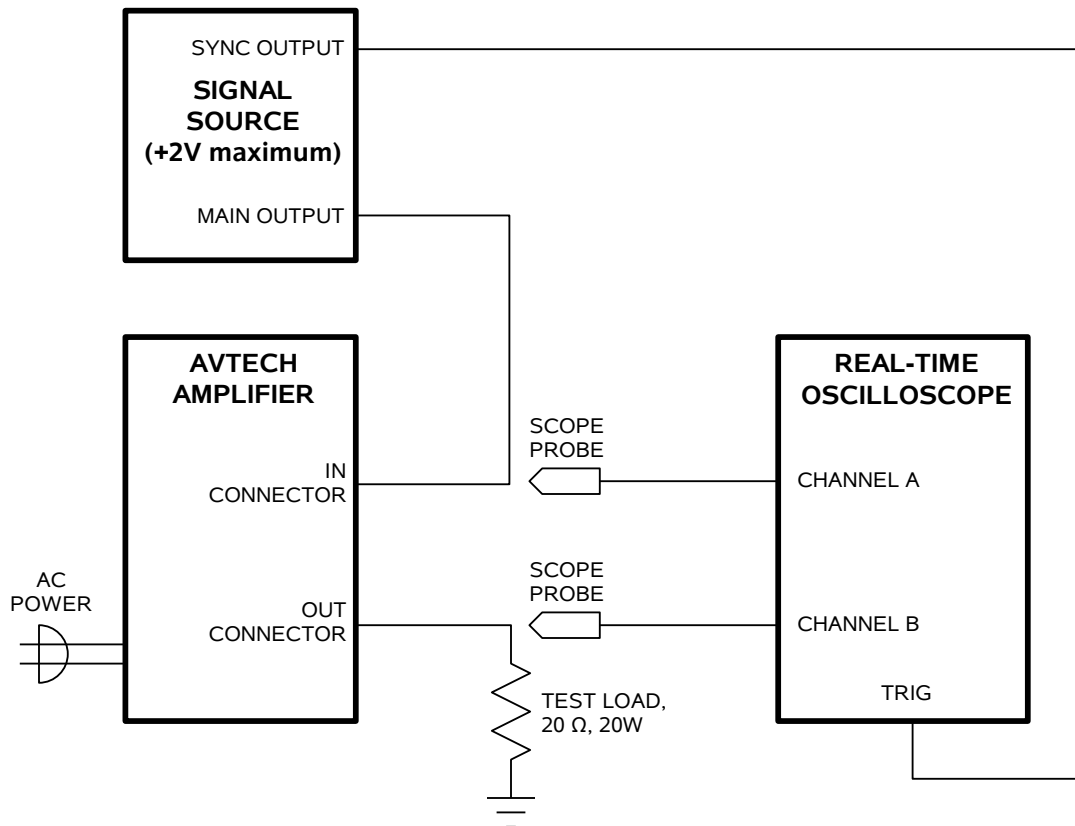 SYNC OUTPUT
SIGNAL
SOURCE
(+2V maximum)
MAIN OUTPUT
AVTECH
AMPLIFIER
IN
CONNECTOR
OUT
CONNECTOR
AC
POWER
SCOPE
PROBE
SCOPE
PROBE
TEST LOAD,
20 Ω, 20W
REAL-TIME
OSCILLOSCOPE
CHANNEL A
CHANNEL B
TRIG